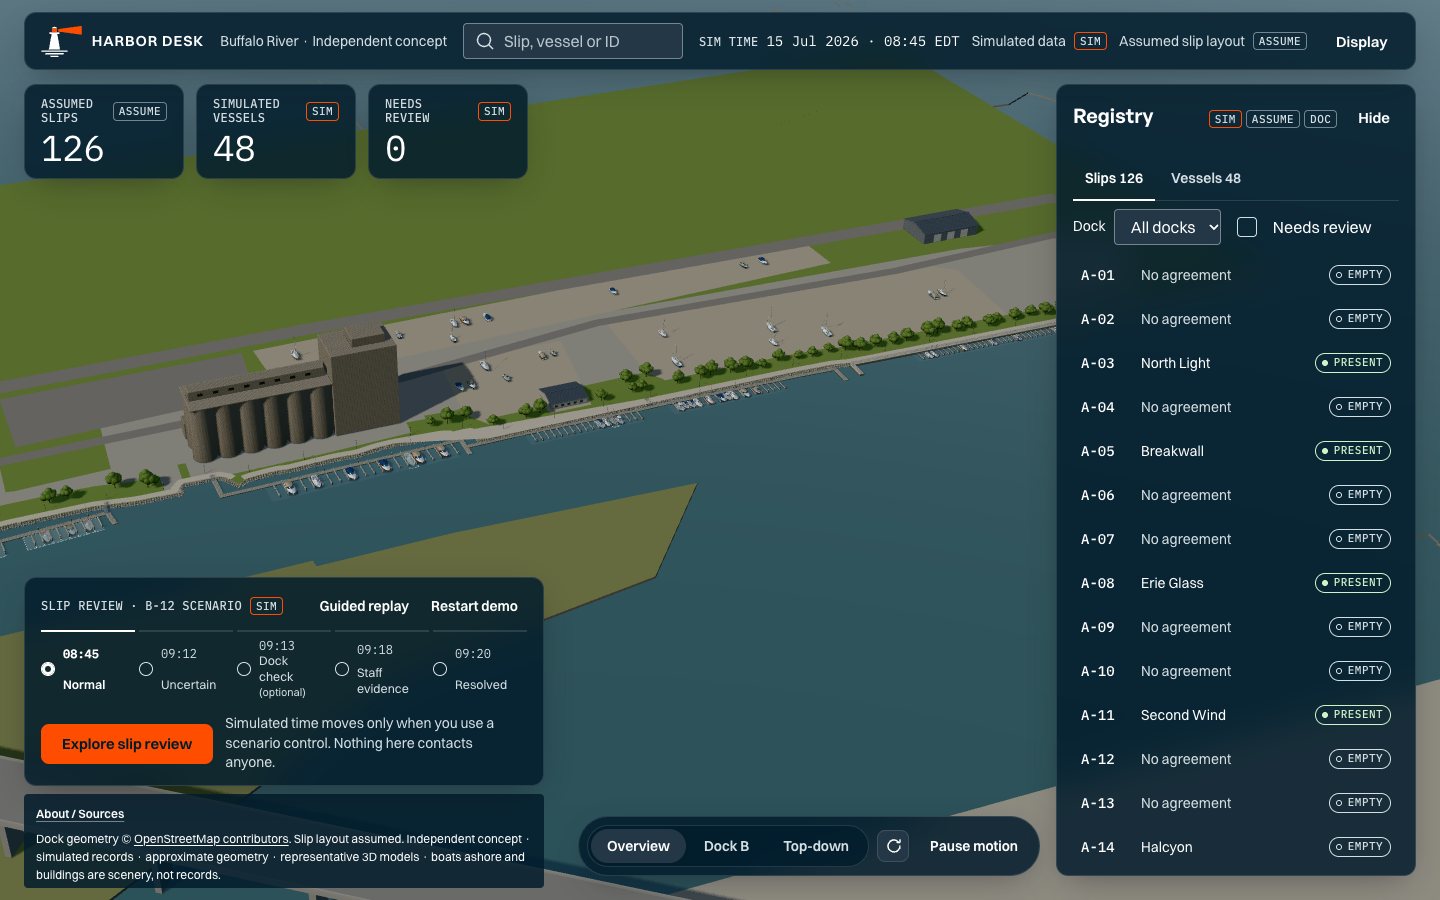 HARBOR DESK
Buffalo River · Independent concept
Slip, vessel or ID
SIM TIME 15 Jul 2026 · 08:45 EDT
Simulated data SIM
Assumed slip layout ASSUME
Display
ASSUMED SLIPS ASSUME
126
SIMULATED VESSELS SIM
48
NEEDS REVIEW SIM
0
Registry
SIM ASSUME DOC
Hide
Slips 126
Vessels 48
Dock All docks
Needs review
A-01 No agreement EMPTY
A-02 No agreement EMPTY
A-03 North Light PRESENT
A-04 No agreement EMPTY
A-05 Breakwall PRESENT
A-06 No agreement EMPTY
A-07 No agreement EMPTY
A-08 Erie Glass PRESENT
A-09 No agreement EMPTY
A-10 No agreement EMPTY
A-11 Second Wind PRESENT
A-12 No agreement EMPTY
A-13 No agreement EMPTY
A-14 Halcyon PRESENT
SLIP REVIEW · B-12 SCENARIO SIM
Guided replay
Restart demo
08:45
Normal
09:12
Uncertain
09:13
Dock
check
(optional)
09:18
Staff
evidence
09:20
Resolved
Explore slip review
Simulated time moves only when you use a
scenario control. Nothing here contacts
anyone.
About / Sources
Dock geometry © OpenStreetMap contributors. Slip layout assumed. Independent concept ·
simulated records · approximate geometry · representative 3D models · boats ashore and
buildings are scenery, not records.
Overview
Dock B
Top-down
Pause motion